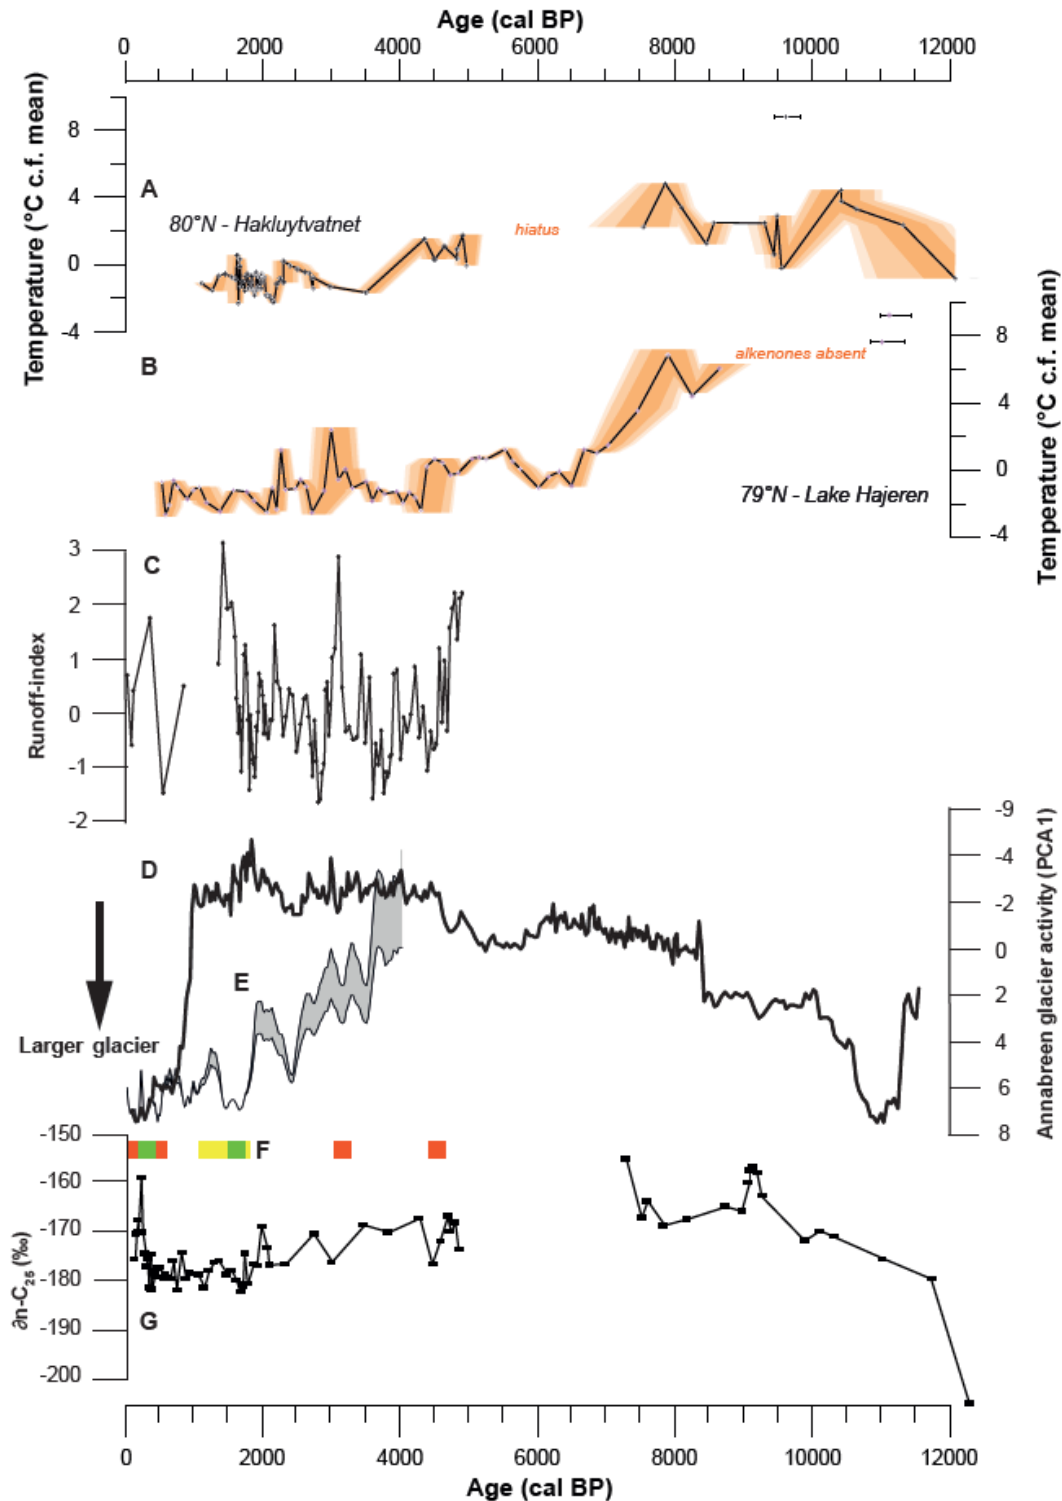 Age (cal BP)
0 2000 4000 6000 8000 10000 12000
Temperature (°C c.f. mean)
8
4
0
-4
A
80°N - Hakluytvatnet
hiatus
Temperature (°C c.f. mean)
8
4
0
-4
B
alkenones absent
79°N - Lake Hajeren
Runoff-index
3
2
1
0
-1
-2
C
Annabreen glacier activity (PCA1)
-9
-4
-2
0
2
4
6
8
D
E
Larger glacier
∂n-C25 (‰)
-150
-160
-170
-180
-190
-200
F
G
0 2000 4000 6000 8000 10000 12000
Age (cal BP)